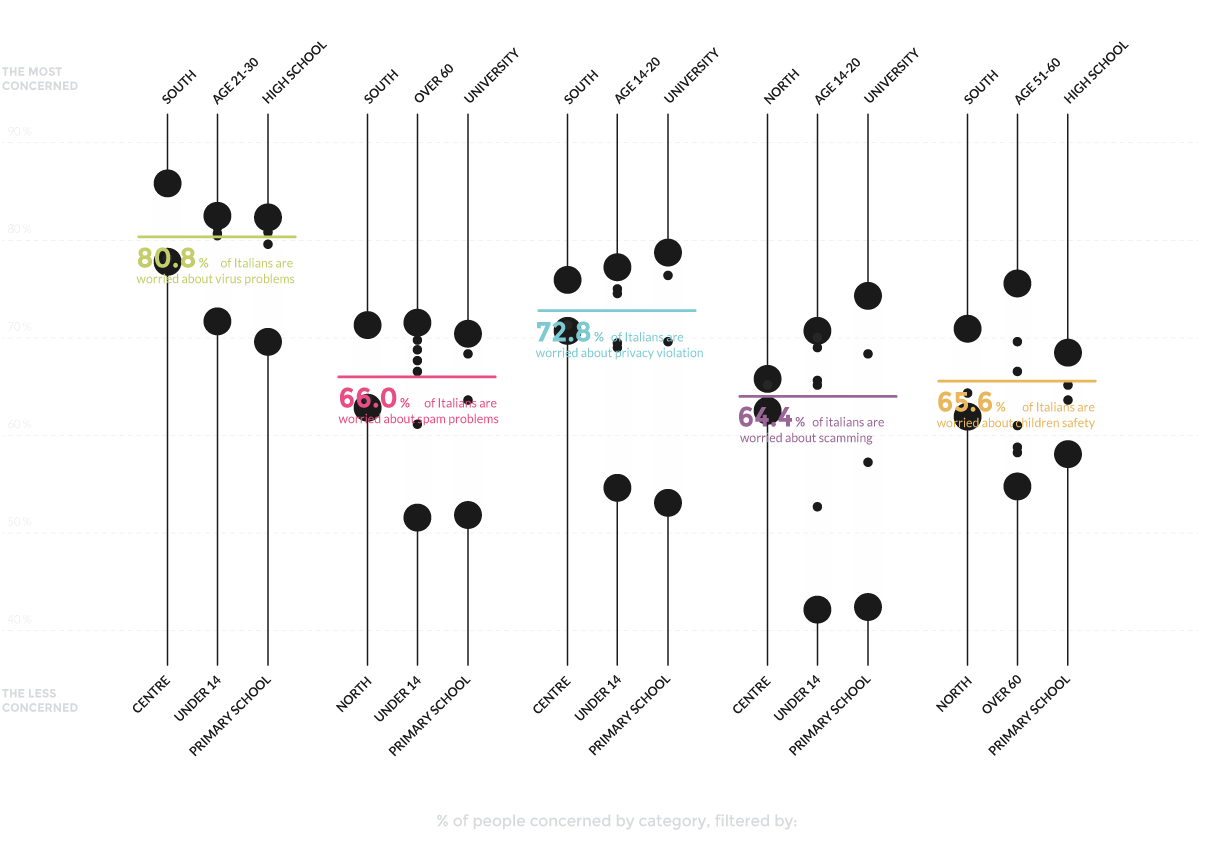 THE MOST
CONCERNED
SOUTH
AGE 21-30
HIGH SCHOOL
SOUTH
OVER 60
UNIVERSITY
SOUTH
AGE 14-20
UNIVERSITY
NORTH
AGE 14-20
UNIVERSITY
SOUTH
AGE 51-60
HIGH SCHOOL
90%
80%
80.8% of Italians are
worried about virus problems
70%
72.8% of Italians are
worried about privacy violation
66.0% of Italians are
worried about spam problems
64.4% of italians are
worried about scamming
65.6% of Italians are
worried about children safety
60%
50%
40%
THE LESS
CONCERNED
CENTRE
UNDER 14
PRIMARY SCHOOL
NORTH
UNDER 14
PRIMARY SCHOOL
CENTRE
UNDER 14
PRIMARY SCHOOL
CENTRE
UNDER 14
PRIMARY SCHOOL
NORTH
OVER 60
PRIMARY SCHOOL
% of people concerned by category, filtered by: